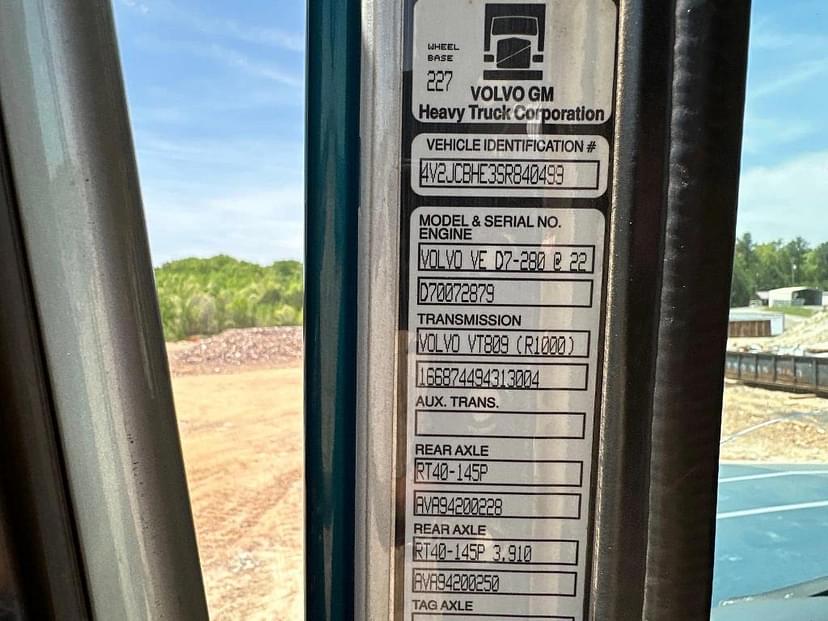 WHEEL
BASE
227
VOLVO GM
Heavy Truck Corporation
VEHICLE IDENTIFICATION #
4V2JCBHE3SR840499
MODEL & SERIAL NO.
ENGINE
VOLVO VE D7-280 @ 22
D70072879
TRANSMISSION
VOLVO VT809 (R1000)
166874494313004
AUX. TRANS.
REAR AXLE
RT40-145P
AVA94200228
REAR AXLE
RT40-145P 3.910
AVA94200250
TAG AXLE